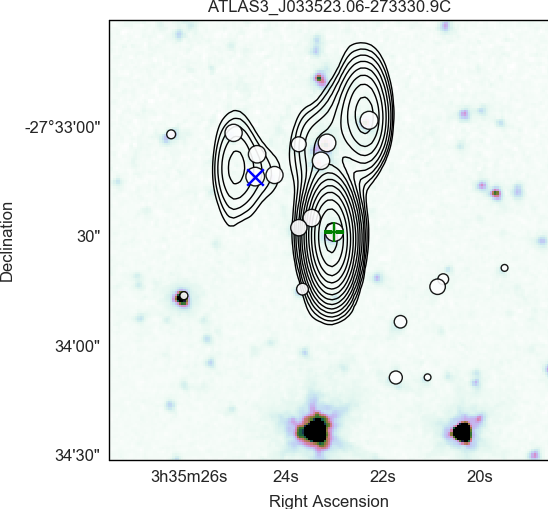 ATLAS3_J033523.06-273330.9C
-27°33'00"
30"
34'00"
34'30"
Declination
3h35m26s 24s 22s 20s
Right Ascension